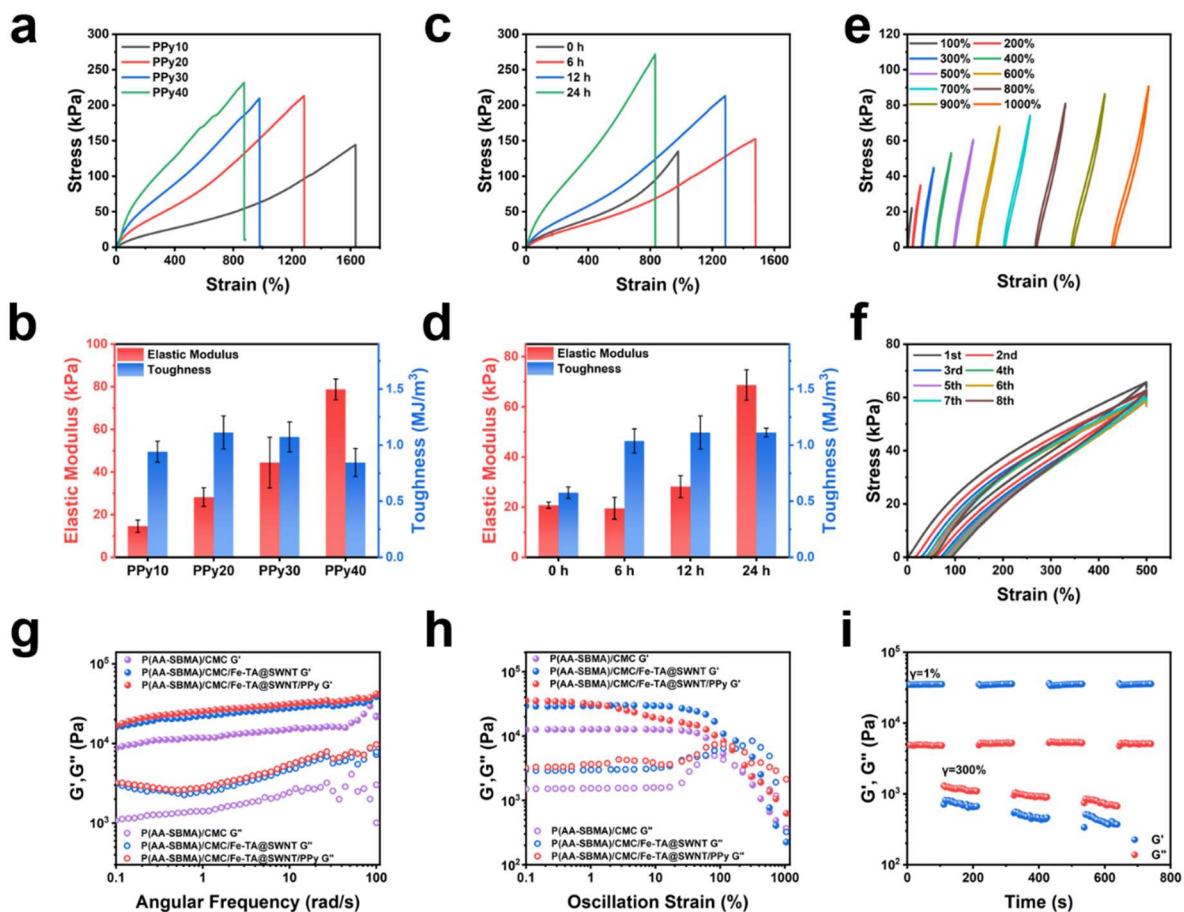 a
300
250
200
150
100
50
0
Stress (kPa)
PPy10
PPy20
PPy30
PPy40
0 400 800 1200 1600
Strain (%)
c
300
250
200
150
100
50
0
Stress (kPa)
0 h
6 h
12 h
24 h
0 400 800 1200 1600
Strain (%)
e
120
100
80
60
40
20
0
Stress (kPa)
100% 200%
300% 400%
500% 600%
700% 800%
900% 1000%
Strain (%)
b
100
80
60
40
20
0
Elastic Modulus (kPa)
Elastic Modulus
Toughness
1.5
1.0
0.5
0.0
Toughness (MJ/m³)
PPy10 PPy20 PPy30 PPy40
d
80
60
40
20
0
Elastic Modulus (kPa)
Elastic Modulus
Toughness
1.5
1.0
0.5
0.0
Toughness (MJ/m³)
0 h 6 h 12 h 24 h
f
80
60
40
20
0
Stress (kPa)
1st 2nd
3rd 4th
5th 6th
7th 8th
0 100 200 300 400 500
Strain (%)
g
10⁵
10⁴
10³
G',G'' (Pa)
P(AA-SBMA)/CMC G'
P(AA-SBMA)/CMC/Fe-TA@SWNT G'
P(AA-SBMA)/CMC/Fe-TA@SWNT/PPy G'
P(AA-SBMA)/CMC G''
P(AA-SBMA)/CMC/Fe-TA@SWNT G''
P(AA-SBMA)/CMC/Fe-TA@SWNT/PPy G''
0.1 1 10 100
Angular Frequency (rad/s)
h
10⁵
10⁴
10³
10²
G',G'' (Pa)
P(AA-SBMA)/CMC G'
P(AA-SBMA)/CMC/Fe-TA@SWNT G'
P(AA-SBMA)/CMC/Fe-TA@SWNT/PPy G'
P(AA-SBMA)/CMC G''
P(AA-SBMA)/CMC/Fe-TA@SWNT G''
P(AA-SBMA)/CMC/Fe-TA@SWNT/PPy G''
0.1 1 10 100 1000
Oscillation Strain (%)
i
10⁵
10⁴
10³
10²
G', G'' (Pa)
γ=1%
γ=300%
G'
G''
0 200 400 600 800
Time (s)